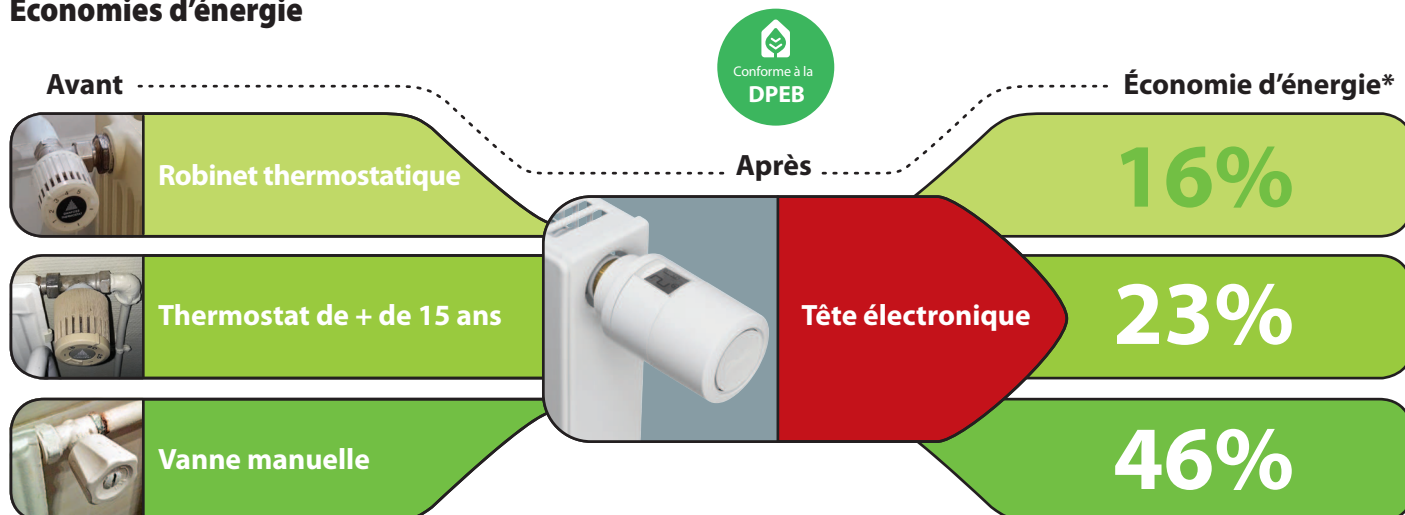 Économies d'énergie
Conforme à la
DPEB
Avant
Économie d'énergie*
Après
Robinet thermostatique
16%
Thermostat de + de 15 ans
Tête électronique
23%
Vanne manuelle
46%